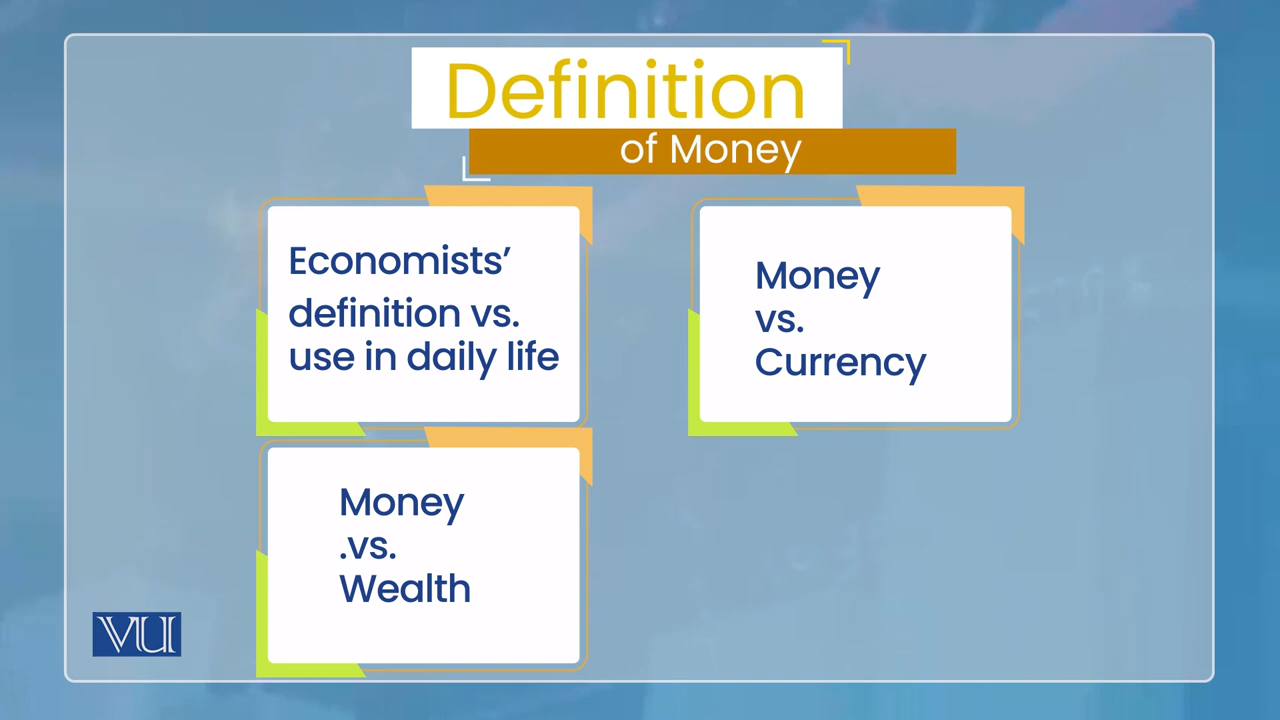 Definition
of Money
Economists’
definition vs.
use in daily life
Money
vs.
Currency
Money
.vs.
Wealth
VU